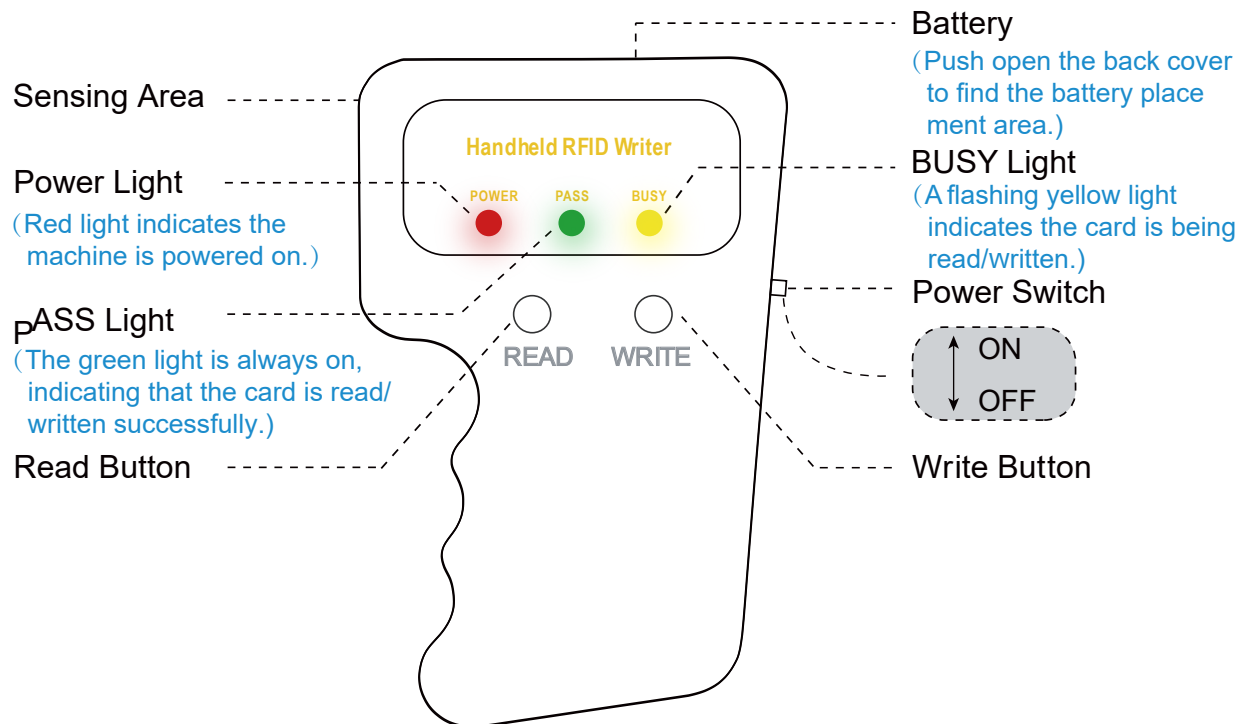 Sensing Area
Power Light
（Red light indicates the
machine is powered on.）
PASS Light
（The green light is always on,
indicating that the card is read/
written successfully.)
Read Button
Handheld RFID Writer
POWER PASS BUSY
READ WRITE
Battery
（Push open the back cover
to find the battery place
ment area.)
BUSY Light
（A flashing yellow light
indicates the card is being
read/written.)
Power Switch
ON
OFF
Write Button